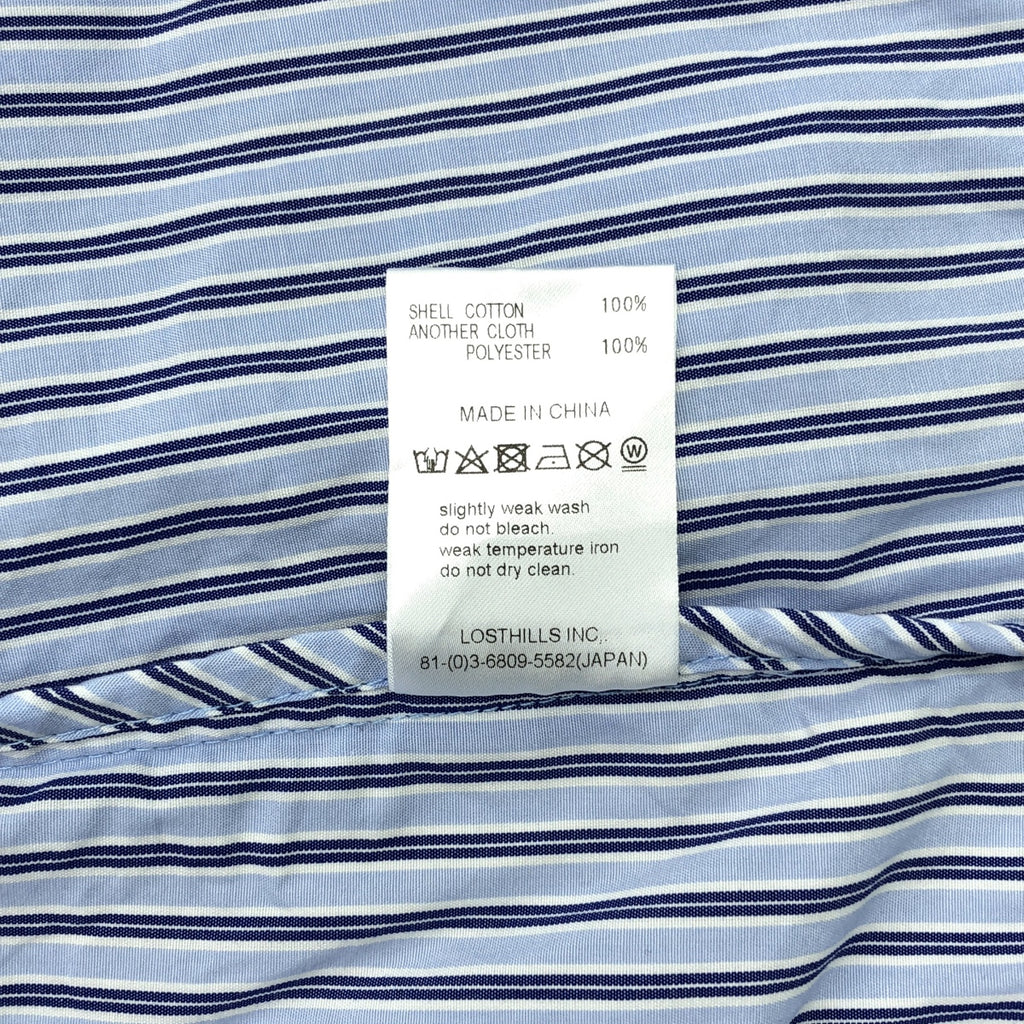 SHELL COTTON 100%
ANOTHER CLOTH
POLYESTER 100%
MADE IN CHINA
W
slightly weak wash
do not bleach.
weak temperature iron
do not dry clean.
LOSTHILLS INC,.
81-(0)3-6809-5582(JAPAN)